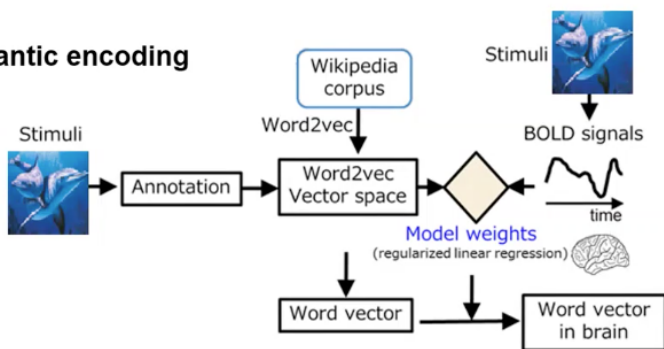 antic encoding
Stimuli
Wikipedia
corpus
Stimuli
Word2vec
BOLD signals
Annotation
Word2vec
Vector space
time
Model weights
(regularized linear regression)
Word vector
Word vector
in brain